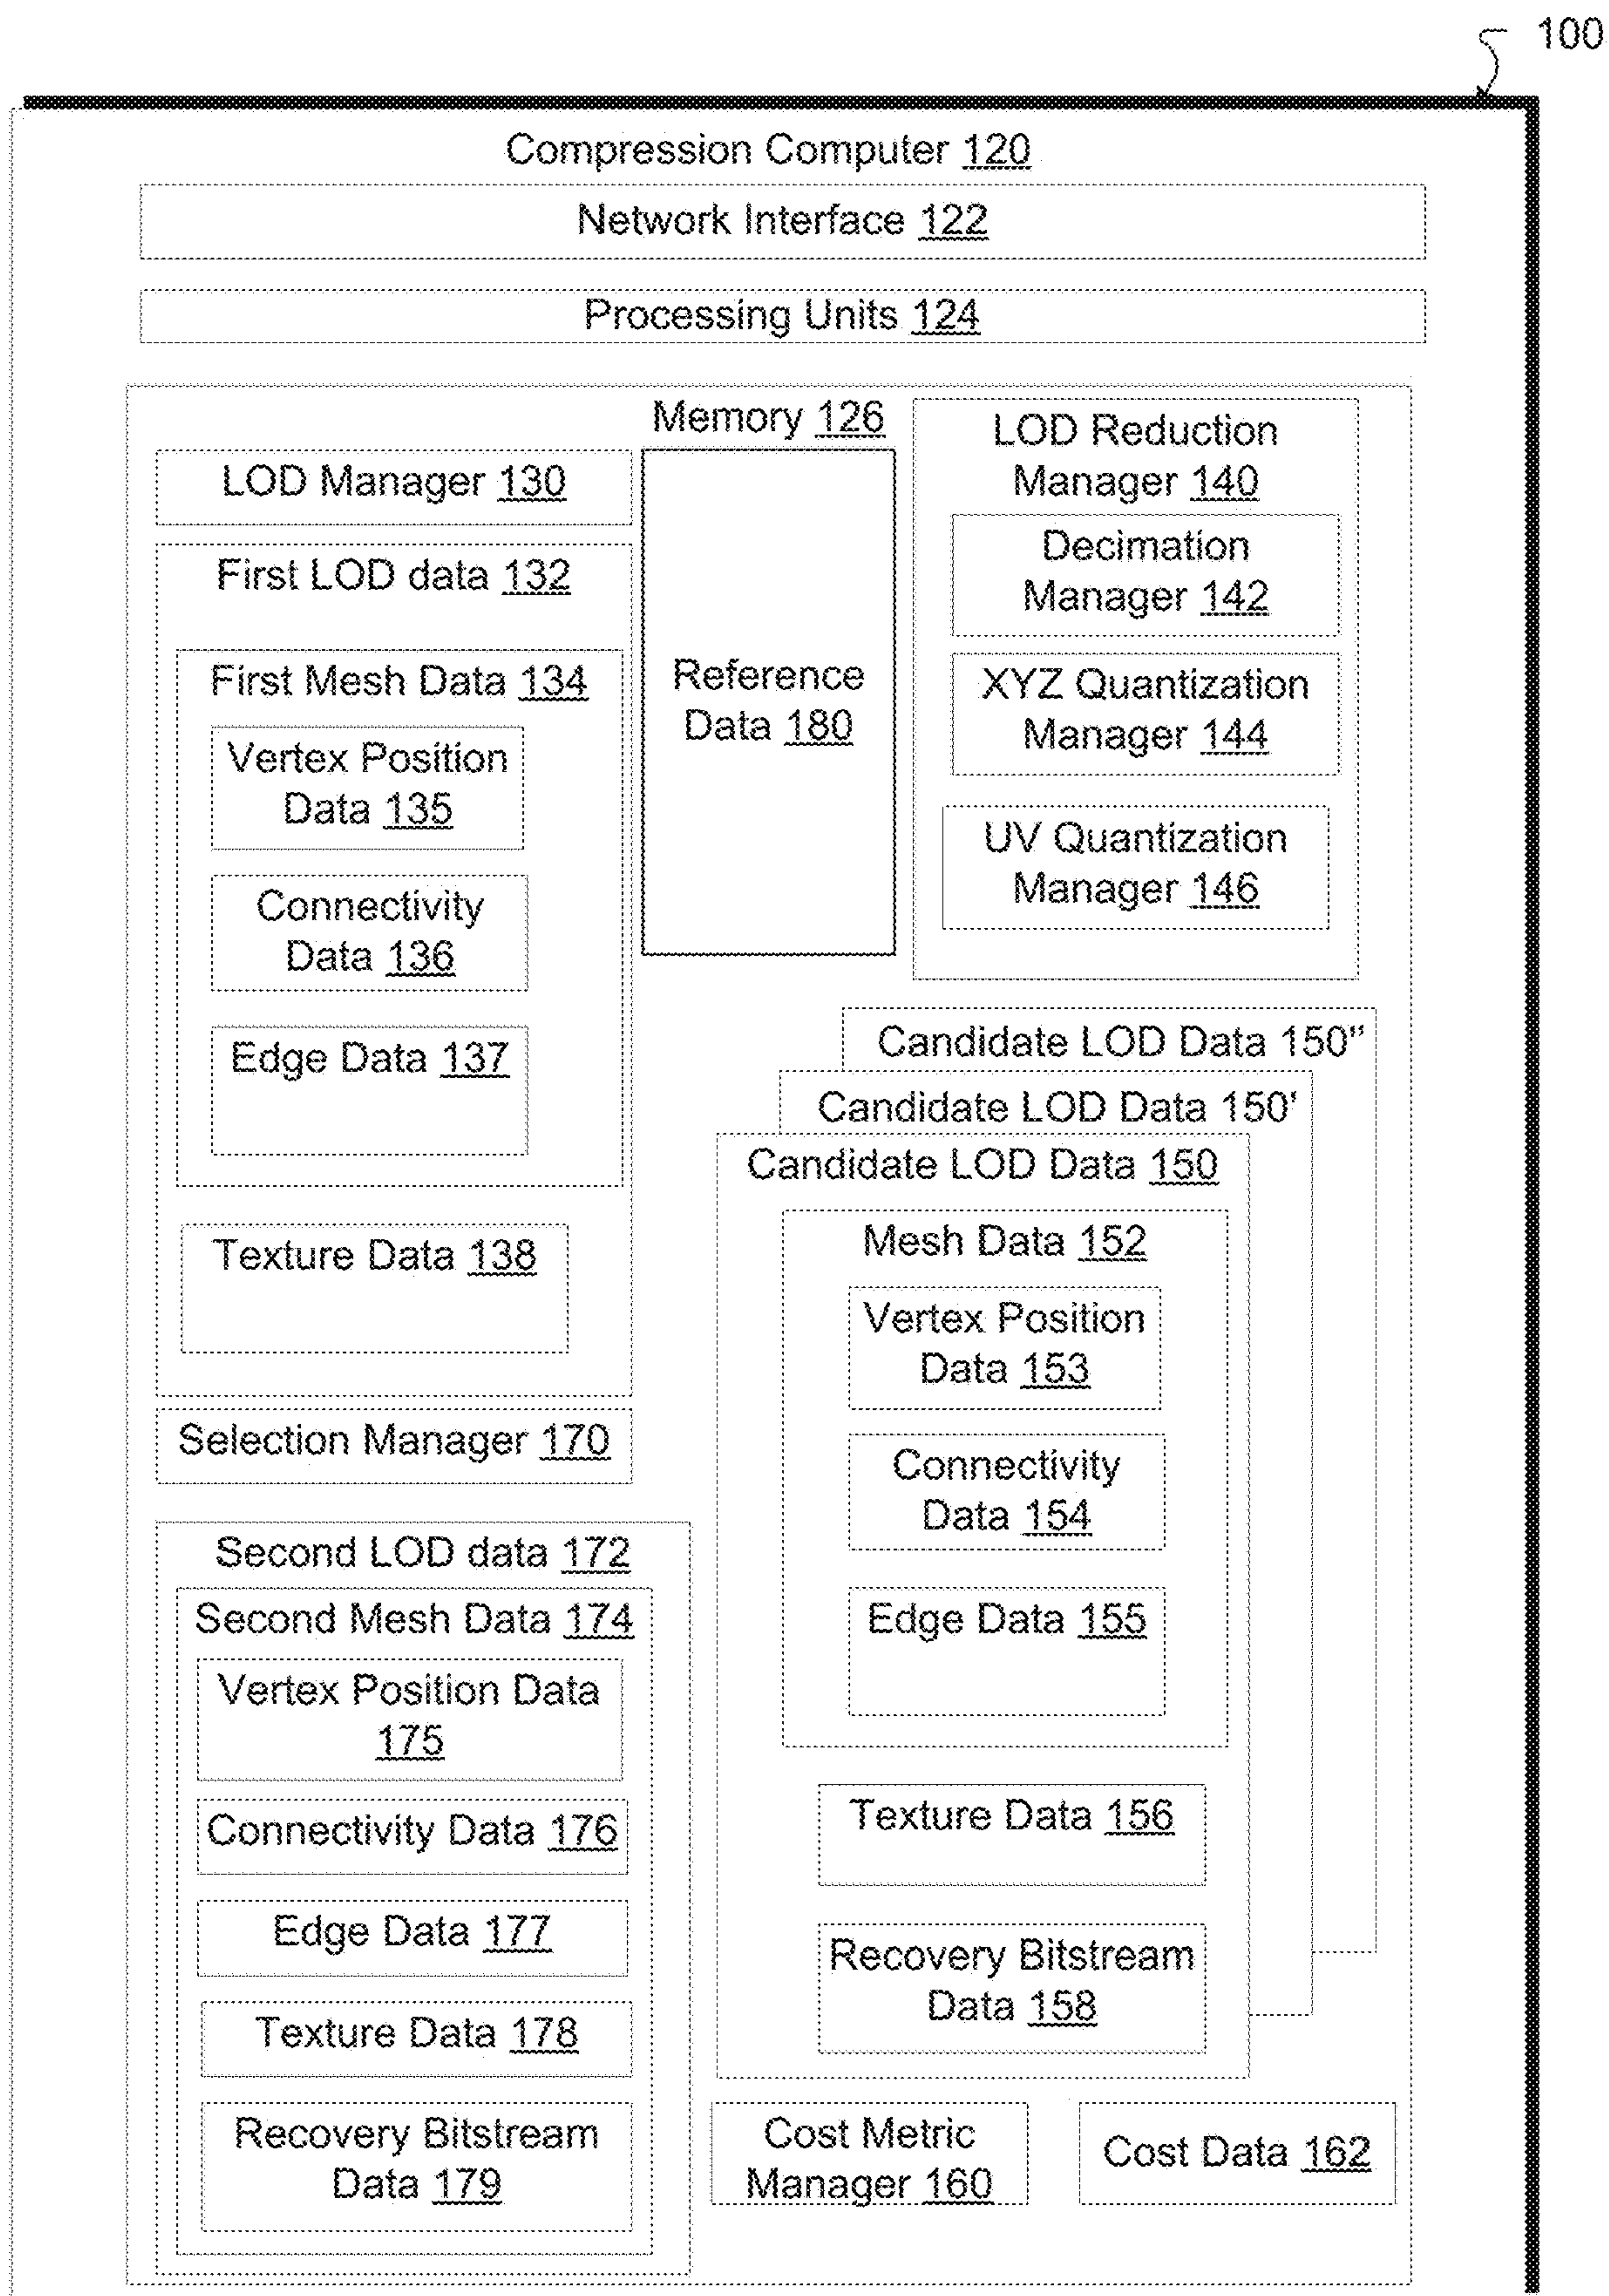 100
Compression Computer 120
Network Interface 122
Processing Units 124
Memory 126
LOD Manager 130
First LOD data 132
First Mesh Data 134
Vertex Position
Data 135
Connectivity
Data 136
Edge Data 137
Texture Data 138
Reference
Data 180
LOD Reduction
Manager 140
Decimation
Manager 142
XYZ Quantization
Manager 144
UV Quantization
Manager 146
Candidate LOD Data 150"
Candidate LOD Data 150'
Candidate LOD Data 150
Mesh Data 152
Vertex Position
Data 153
Connectivity
Data 154
Edge Data 155
Texture Data 156
Recovery Bitstream
Data 158
Selection Manager 170
Second LOD data 172
Second Mesh Data 174
Vertex Position Data
175
Connectivity Data 176
Edge Data 177
Texture Data 178
Recovery Bitstream
Data 179
Cost Metric
Manager 160
Cost Data 162